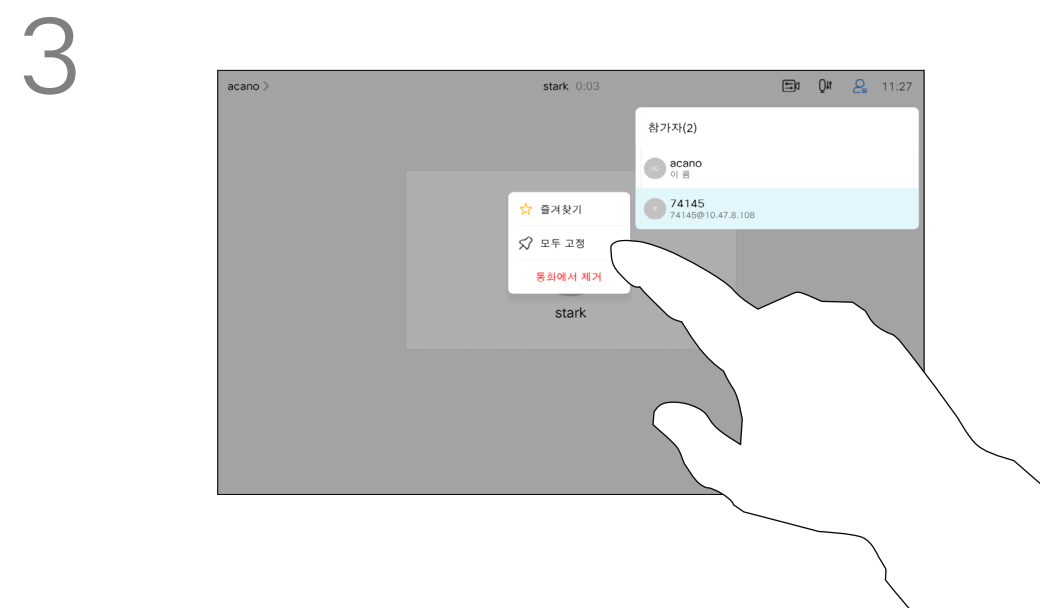 3
acano >
stark 0:03
11:27
참가자(2)
AC
acano
이 름
74145
74145@10.47.8.108
즐겨찾기
모두 고정
통화에서 제거
stark